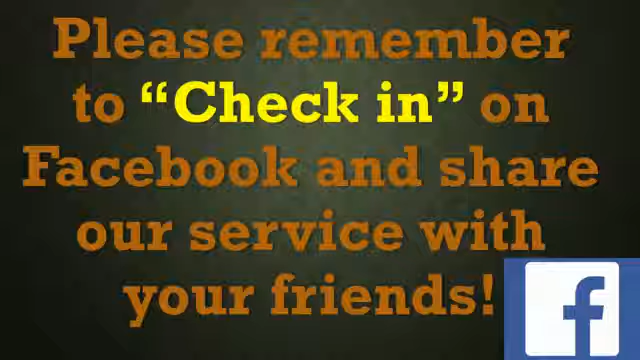 Please remember
to “Check in” on
Facebook and share
our service with
your friends!
f